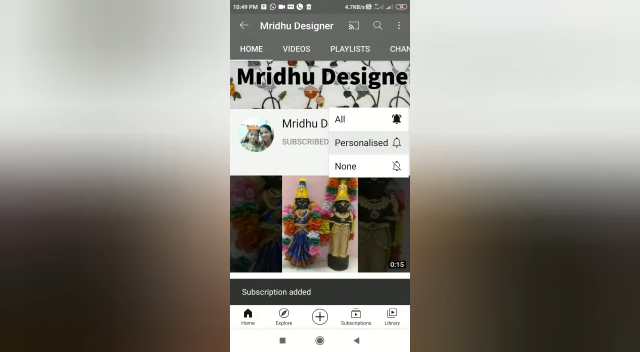 10:49 PM
4.7KB/s
Mridhu Designer
HOME
VIDEOS
PLAYLISTS
CHAN
Mridhu Designe
Mridhu D
SUBSCRIBED
All
Personalised
None
0:15
Subscription added
Home
Explore
Subscriptions
Library